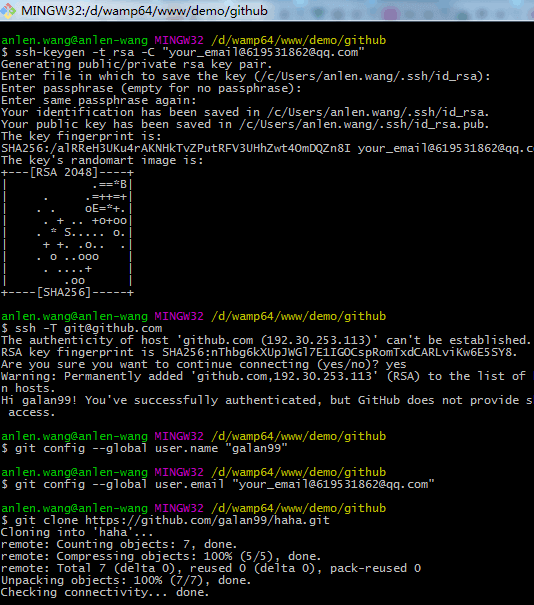 MINGW32:/d/wamp64/www/demo/github
anlen.wang@anlen-wang MINGW32 /d/wamp64/www/demo/github
$ ssh-keygen -t rsa -C "your_email@619531862@qq.com"
Generating public/private rsa key pair.
Enter file in which to save the key (/c/Users/anlen.wang/.ssh/id_rsa):
Enter passphrase (empty for no passphrase):
Enter same passphrase again:
Your identification has been saved in /c/Users/anlen.wang/.ssh/id_rsa.
Your public key has been saved in /c/Users/anlen.wang/.ssh/id_rsa.pub.
The key fingerprint is:
SHA256:/alRReH3UKu4rAKNHkTvZPutRFV3UHhZwt4OmDQZn8I your_email@619531862@qq.c
The key's randomart image is:
+---[RSA 2048]----+
|          .==*B|
|     .    .=++=+|
|    . .   oE=*+.|
|     . + .. +o+oo|
|    . * S..... o.|
|     + +. .o..  .|
|    . o ..ooo    |
|     . ....+     |
|       .oo       |
+----[SHA256]-----+
anlen.wang@anlen-wang MINGW32 /d/wamp64/www/demo/github
$ ssh -T git@github.com
The authenticity of host 'github.com (192.30.253.113)' can't be established.
RSA key fingerprint is SHA256:nThbg6kXUpJWGl7E1IGOCspRomTxdCARLviKw6E5SY8.
Are you sure you want to continue connecting (yes/no)? yes
Warning: Permanently added 'github.com,192.30.253.113' (RSA) to the list of
n hosts.
Hi galan99! You've successfully authenticated, but GitHub does not provide s
access.
anlen.wang@anlen-wang MINGW32 /d/wamp64/www/demo/github
$ git config --global user.name "galan99"
anlen.wang@anlen-wang MINGW32 /d/wamp64/www/demo/github
$ git config --global user.email "your_email@619531862@qq.com"
anlen.wang@anlen-wang MINGW32 /d/wamp64/www/demo/github
$ git clone https://github.com/galan99/haha.git
Cloning into 'haha'...
remote: Counting objects: 7, done.
remote: Compressing objects: 100% (5/5), done.
remote: Total 7 (delta 0), reused 0 (delta 0), pack-reused 0
Unpacking objects: 100% (7/7), done.
Checking connectivity... done.